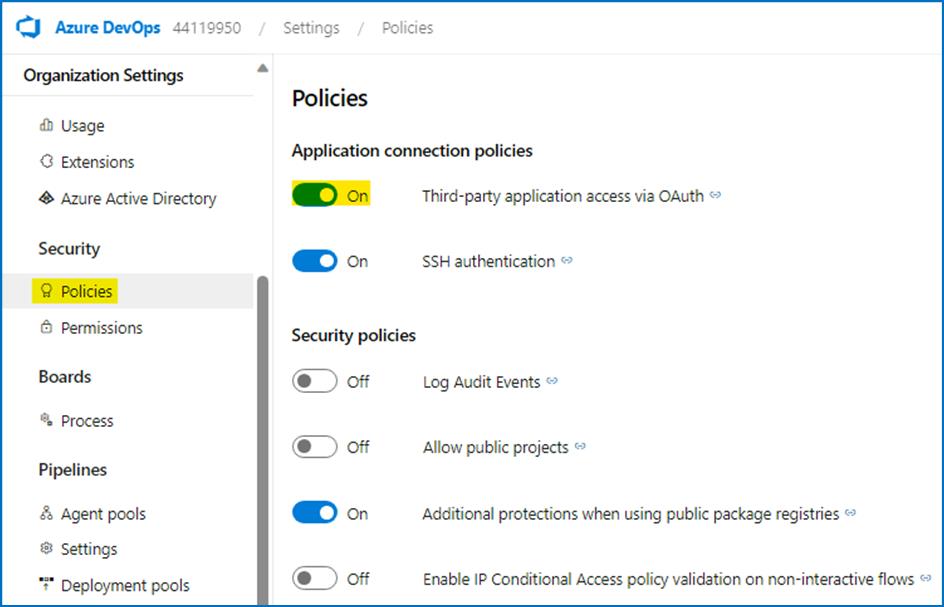 Azure DevOps 44119950 / Settings / Policies
Organization Settings
Usage
Extensions
Azure Active Directory
Security
Policies
Permissions
Boards
Process
Pipelines
Agent pools
Settings
Deployment pools
Policies
Application connection policies
On Third-party application access via OAuth
On SSH authentication
Security policies
Off Log Audit Events
Off Allow public projects
On Additional protections when using public package registries
Off Enable IP Conditional Access policy validation on non-interactive flows